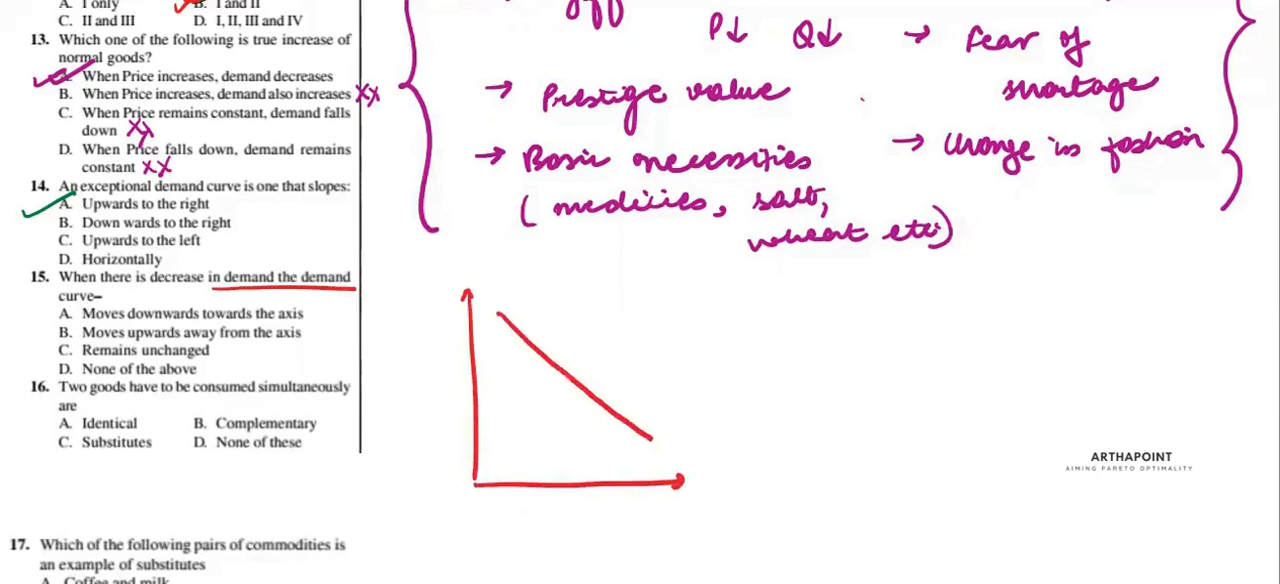 A. I only B. I and II
C. II and III D. I, II, III and IV
13. Which one of the following is true increase of
normal goods?
When Price increases, demand decreases
B. When Price increases, demand also increases XX
C. When Price remains constant, demand falls
down XX
D. When Price falls down, demand remains
constant XX
14. An exceptional demand curve is one that slopes:
A. Upwards to the right
B. Down wards to the right
C. Upwards to the left
D. Horizontally
15. When there is decrease in demand the demand
curve–
A. Moves downwards towards the axis
B. Moves upwards away from the axis
C. Remains unchanged
D. None of the above
16. Two goods have to be consumed simultaneously
are
A. Identical B. Complementary
C. Substitutes D. None of these
17. Which of the following pairs of commodities is
an example of substitutes
A. Coffee and milk
P↓ Q↓
→ Prestige value
→ Basic necessities
( medicies, salt,
wheat etc)
→ Fear of
shortage
→ Change in fashion
ARTHAPOINT
AIMING PARETO OPTIMALITY